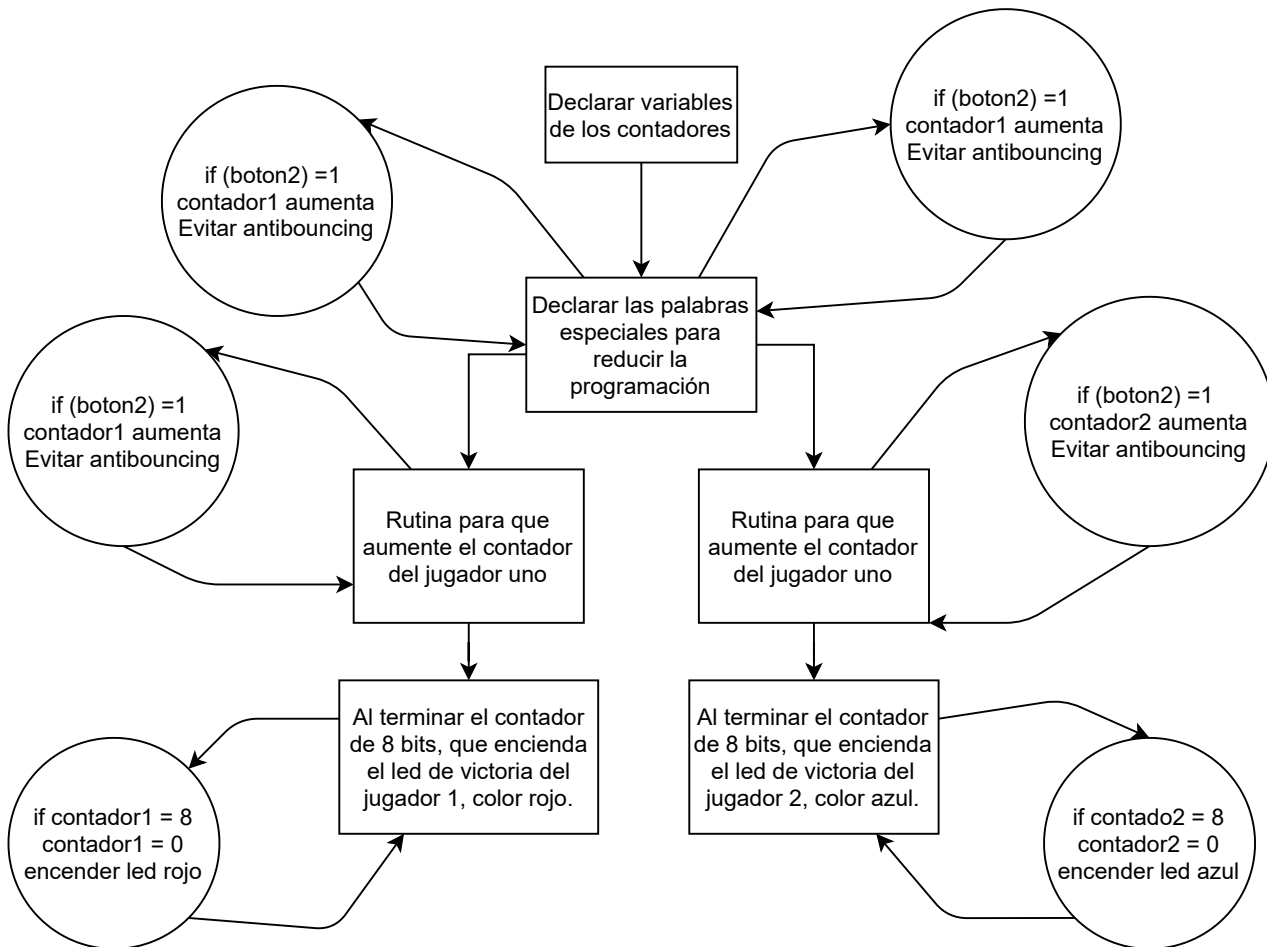 Declarar variables
de los contadores
if (boton2) =1
contador1 aumenta
Evitar antibouncing
if (boton2) =1
contador1 aumenta
Evitar antibouncing
Declarar las palabras
especiales para
reducir la
programación
if (boton2) =1
contador1 aumenta
Evitar antibouncing
if (boton2) =1
contador2 aumenta
Evitar antibouncing
Rutina para que
aumente el contador
del jugador uno
Rutina para que
aumente el contador
del jugador uno
Al terminar el contador
de 8 bits, que encienda
el led de victoria del
jugador 1, color rojo.
Al terminar el contador
de 8 bits, que encienda
el led de victoria del
jugador 2, color azul.
if contador1 = 8
contador1 = 0
encender led rojo
if contado2 = 8
contador2 = 0
encender led azul